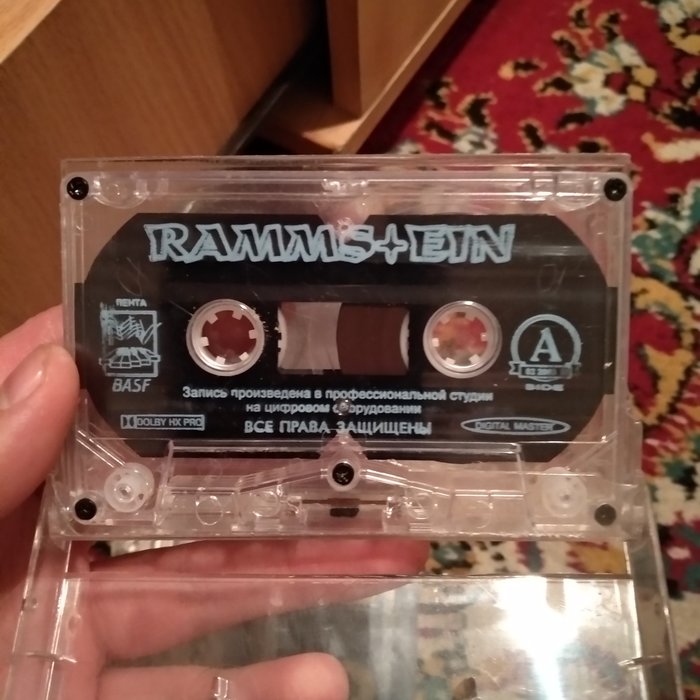 RAMMS+EIN
ЛЕНТА
BASF
A
Запись произведена в профессиональной студии
на цифровом оборудовании
DOLBY HX PRO
ВСЕ ПРАВА ЗАЩИЩЕНЫ
DIGITAL MASTER